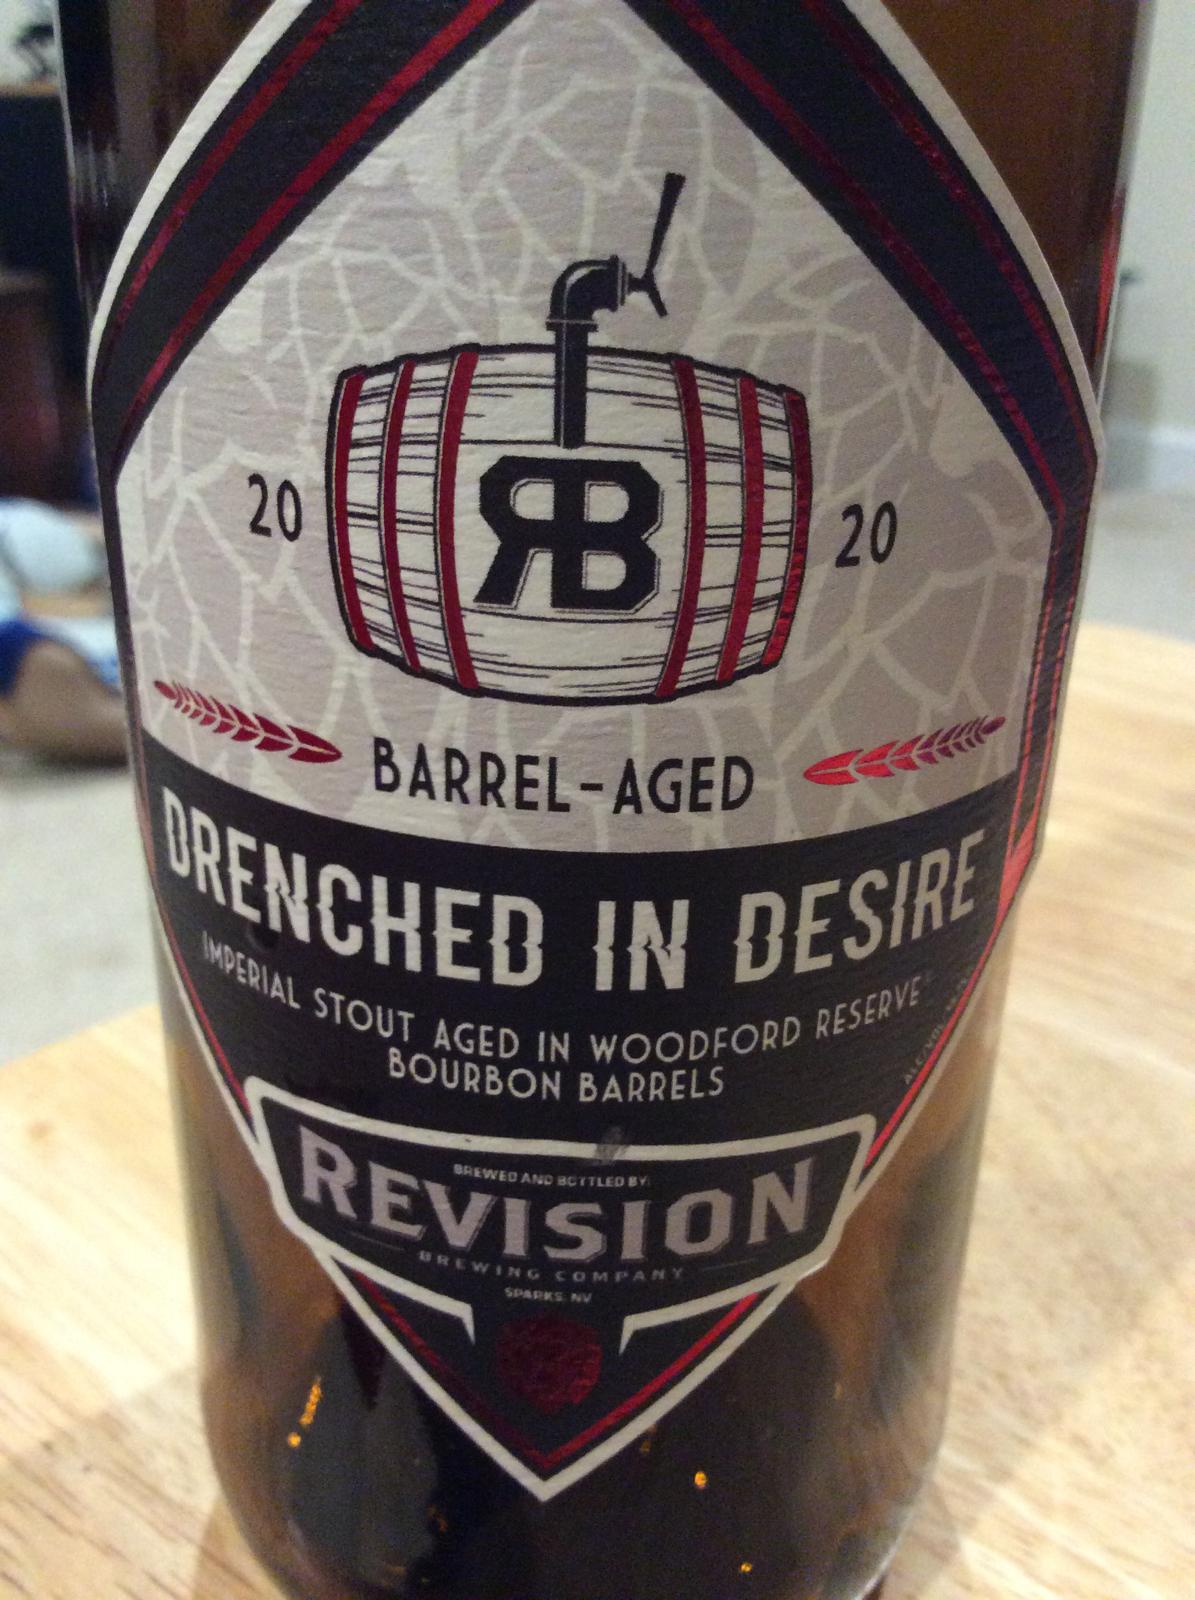 20 RB 20
BARREL-AGED
DRENCHED IN DESIRE
IMPERIAL STOUT AGED IN WOODFORD RESERVE
BOURBON BARRELS
BREWED AND BOTTLED BY:
REVISION
BREWING COMPANY
SPARKS, NV